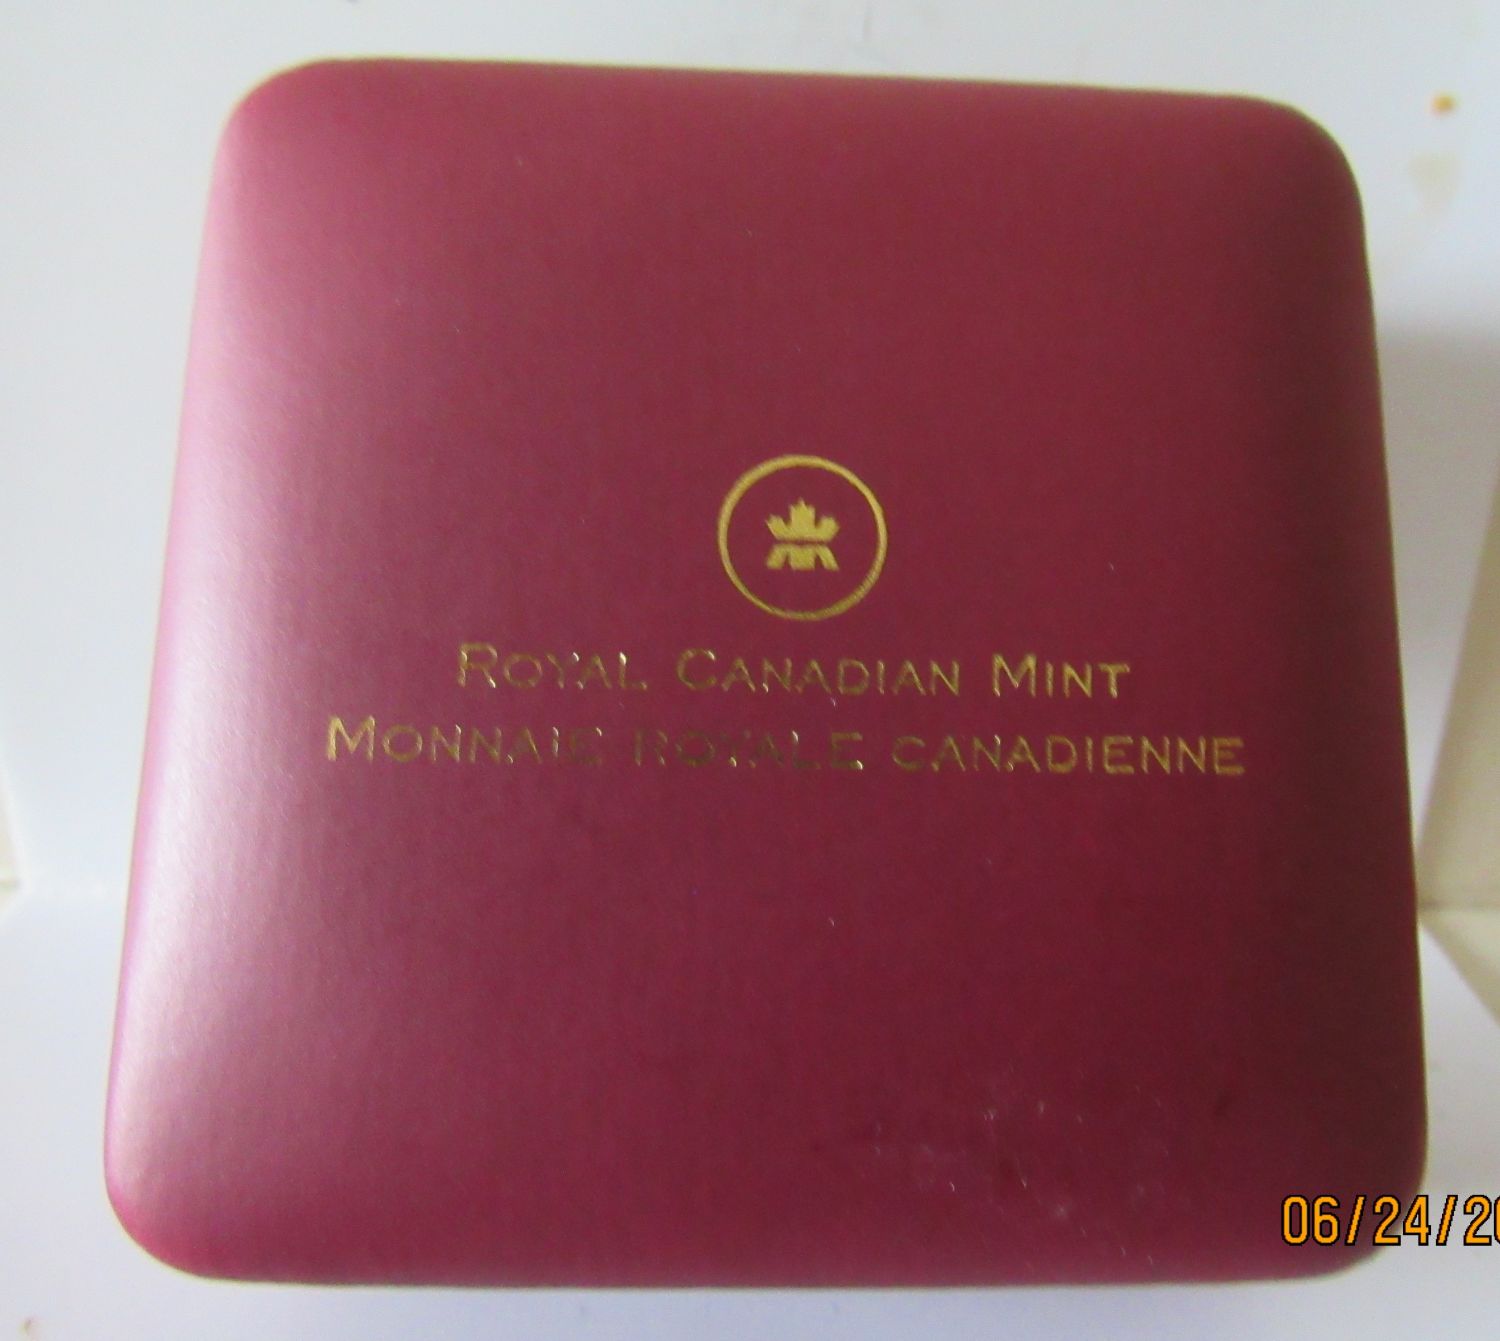 Royal Canadian Mint
Monnaie royale canadienne
06/24/20